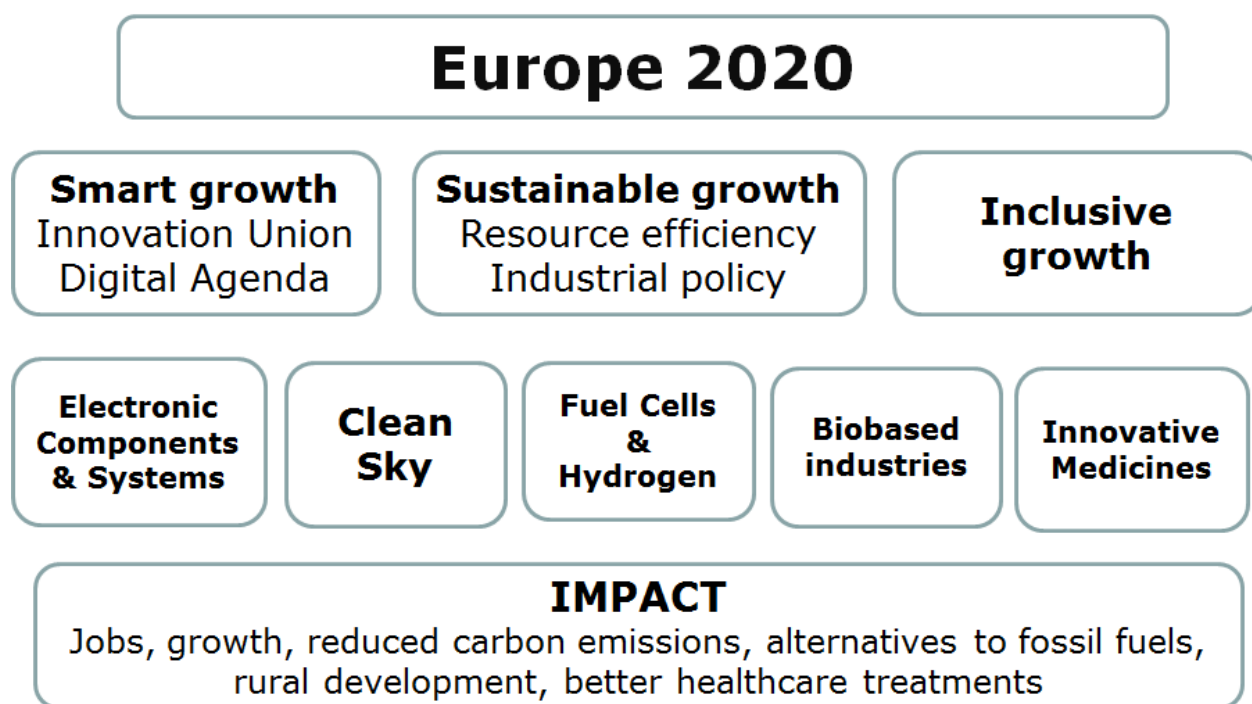 Europe 2020
Smart growth
Innovation Union
Digital Agenda
Sustainable growth
Resource efficiency
Industrial policy
Inclusive
growth
Electronic
Components
& Systems
Clean
Sky
Fuel Cells
&
Hydrogen
Biobased
industries
Innovative
Medicines
IMPACT
Jobs, growth, reduced carbon emissions, alternatives to fossil fuels,
rural development, better healthcare treatments